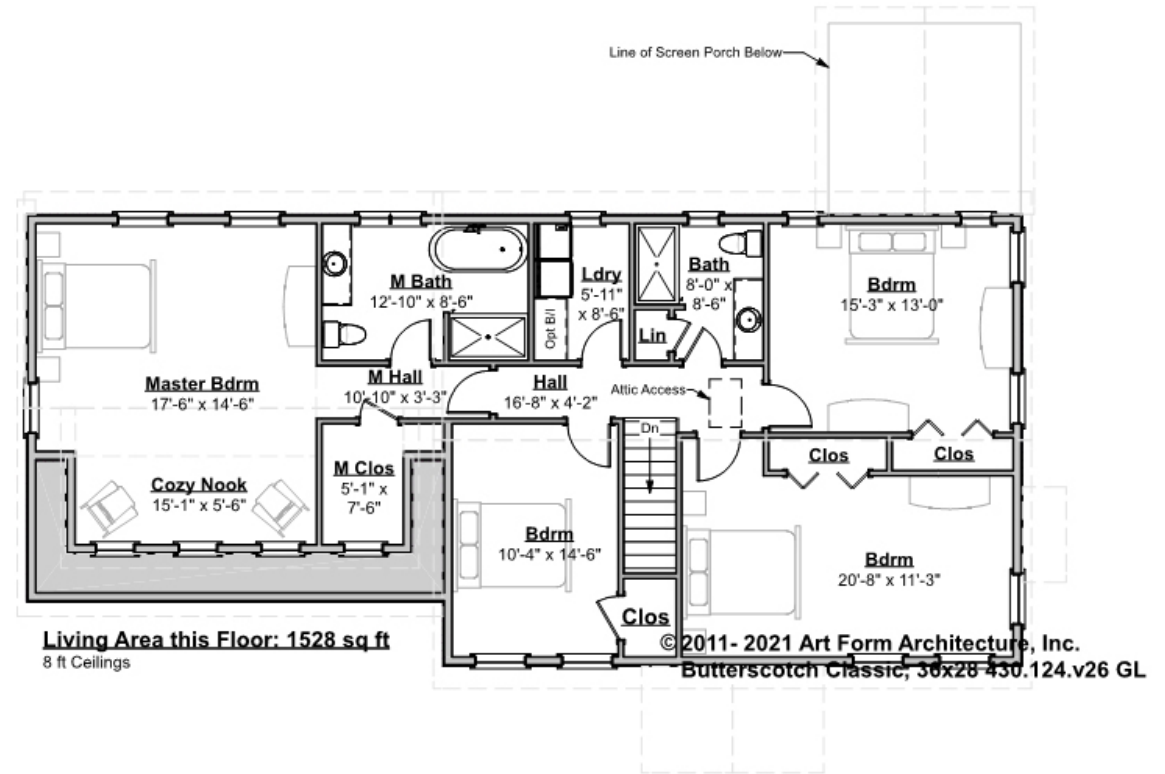 Line of Screen Porch Below
M Bath
12'-10" x 8'-6"
Ldry
5'-11"
x 8'-6"
Opt B/I
Bath
8'-0" x
8'-6"
Lin
Bdrm
15'-3" x 13'-0"
Master Bdrm
17'-6" x 14'-6"
M Hall
10'-10" x 3'-3"
Hall
16'-8" x 4'-2"
Attic Access
Dn
Clos
Clos
M Clos
5'-1" x
7'-6"
Cozy Nook
15'-1" x 5'-6"
Bdrm
10'-4" x 14'-6"
Bdrm
20'-8" x 11'-3"
Clos
Living Area this Floor: 1528 sq ft
8 ft Ceilings
©2011- 2021 Art Form Architecture, Inc.
Butterscotch Classic, 36x28 430.124.v26 GL